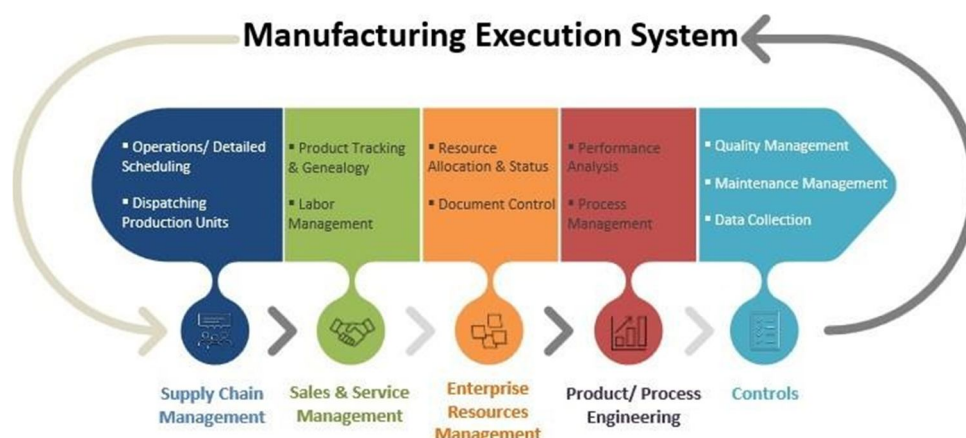 Manufacturing Execution System
▪ Operations/ Detailed
Scheduling
▪ Dispatching
Production Units
▪ Product Tracking
& Genealogy
▪ Labor
Management
▪ Resource
Allocation & Status
▪ Document Control
▪ Performance
Analysis
▪ Process
Management
▪ Quality Management
▪ Maintenance Management
▪ Data Collection
Supply Chain
Management
Sales & Service
Management
Enterprise
Resources
Management
Product/ Process
Engineering
Controls